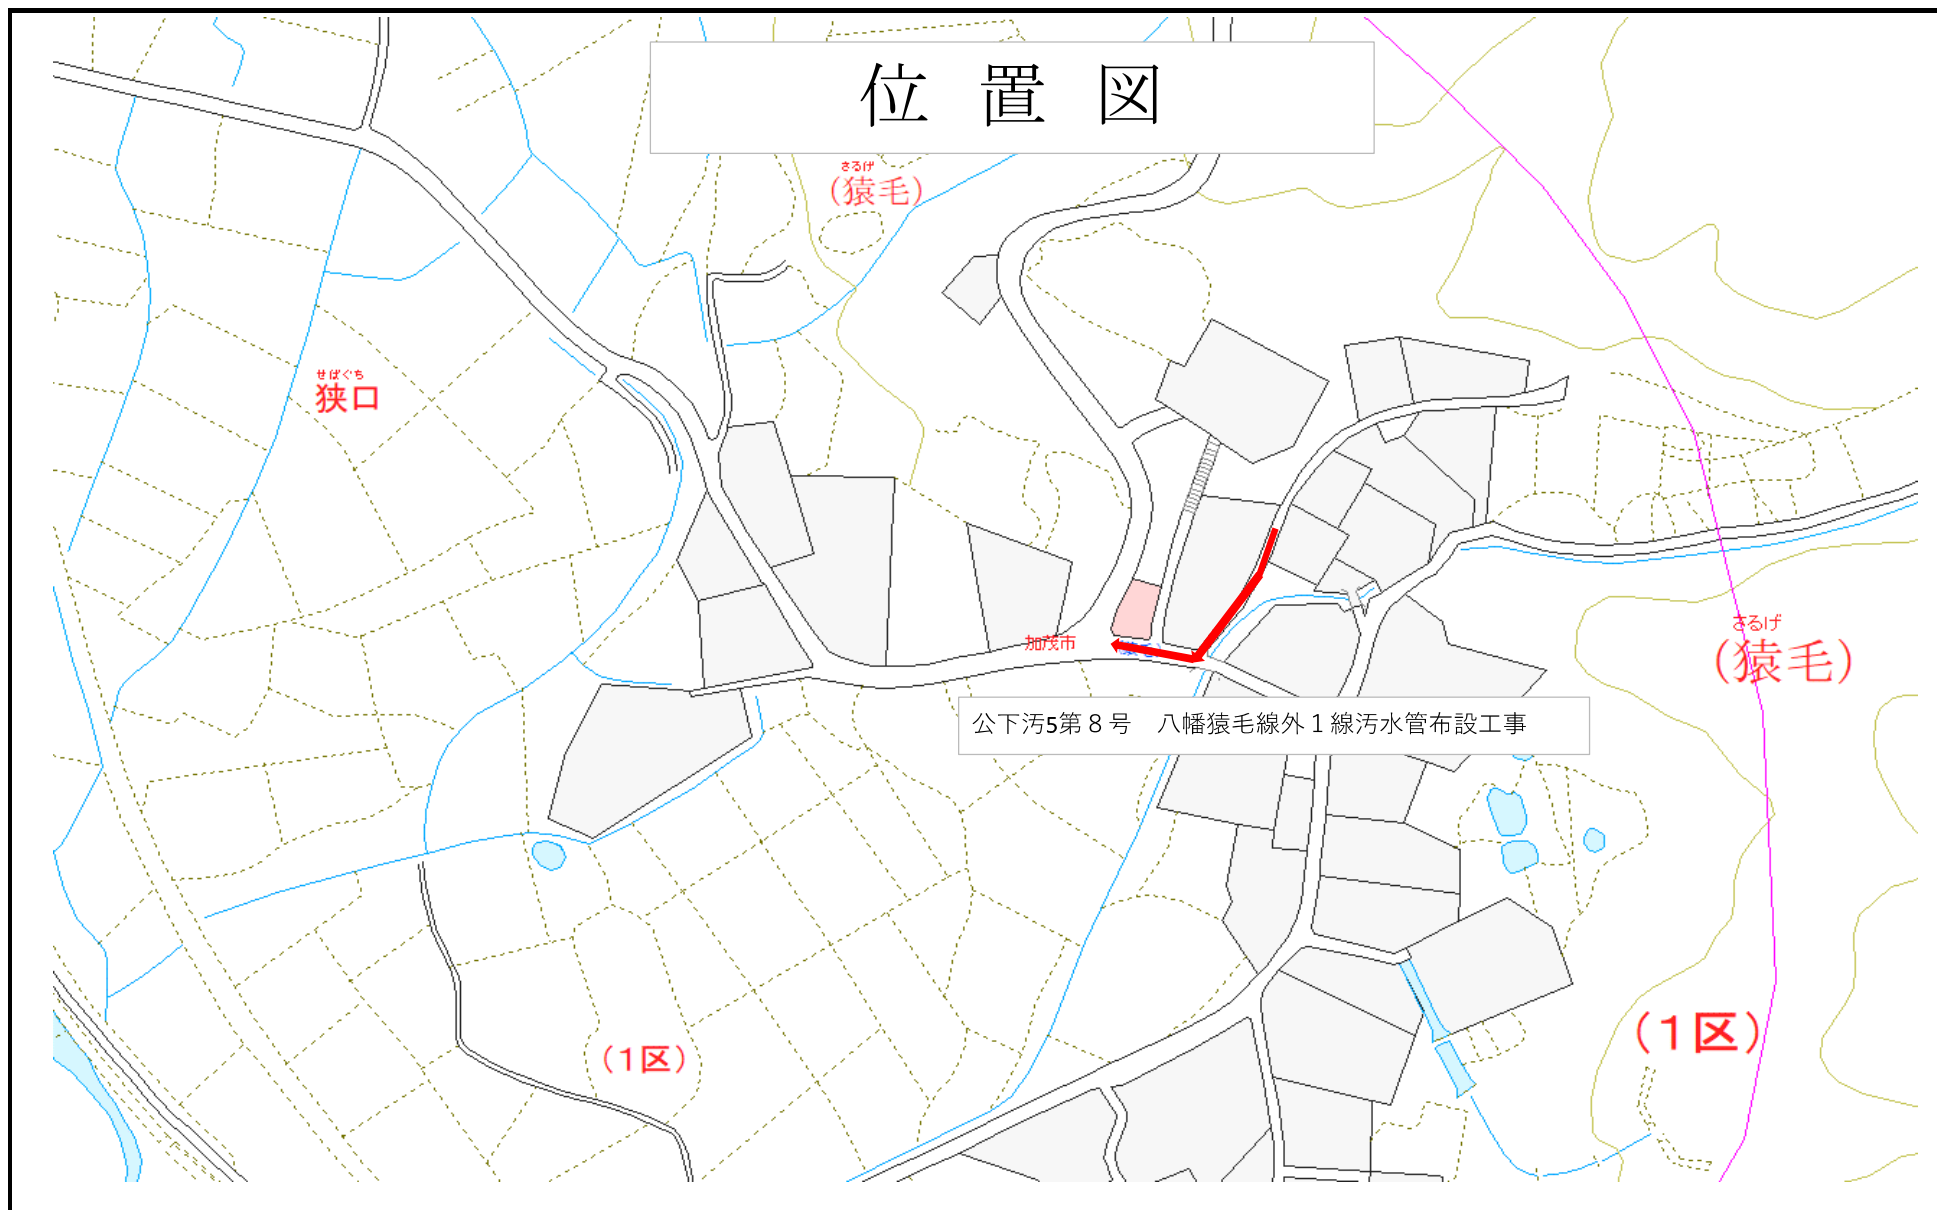 位 置 図
さるげ
(猿毛)
せばぐち
狭口
加茂市
さるげ
(猿毛)
公下汚5第８号　八幡猿毛線外１線汚水管布設工事
(1区)
(1区)